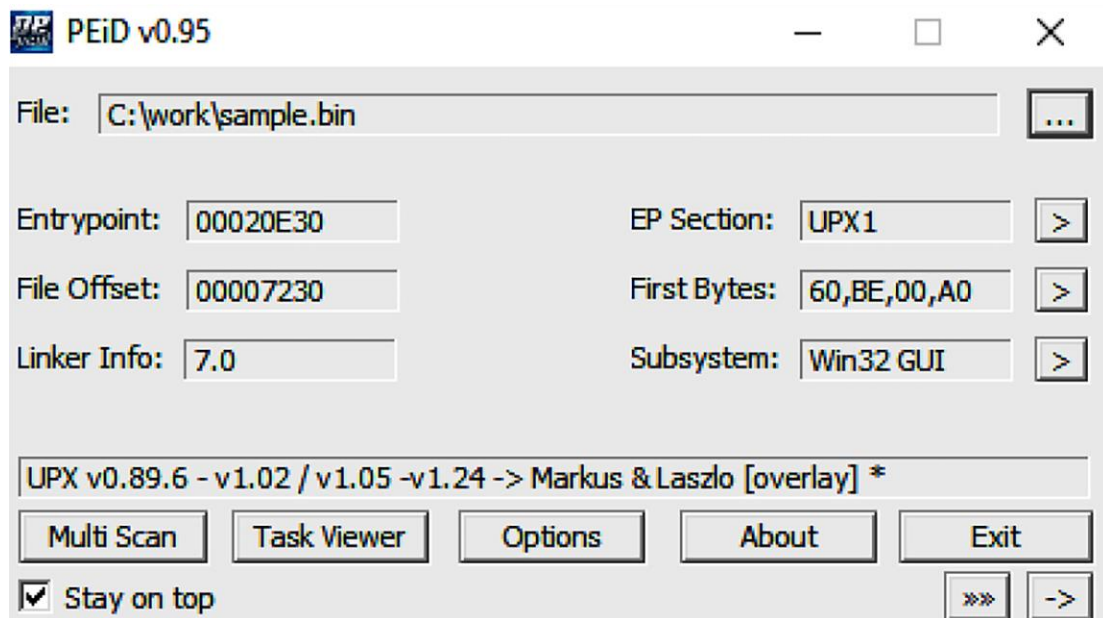 PEiD v0.95
File: C:\work\sample.bin ...
Entrypoint: 00020E30 EP Section: UPX1 >
File Offset: 00007230 First Bytes: 60,BE,00,A0 >
Linker Info: 7.0 Subsystem: Win32 GUI >
UPX v0.89.6 - v1.02 / v1.05 -v1.24 -> Markus & Laszlo [overlay] *
Multi Scan Task Viewer Options About Exit
Stay on top »» ->